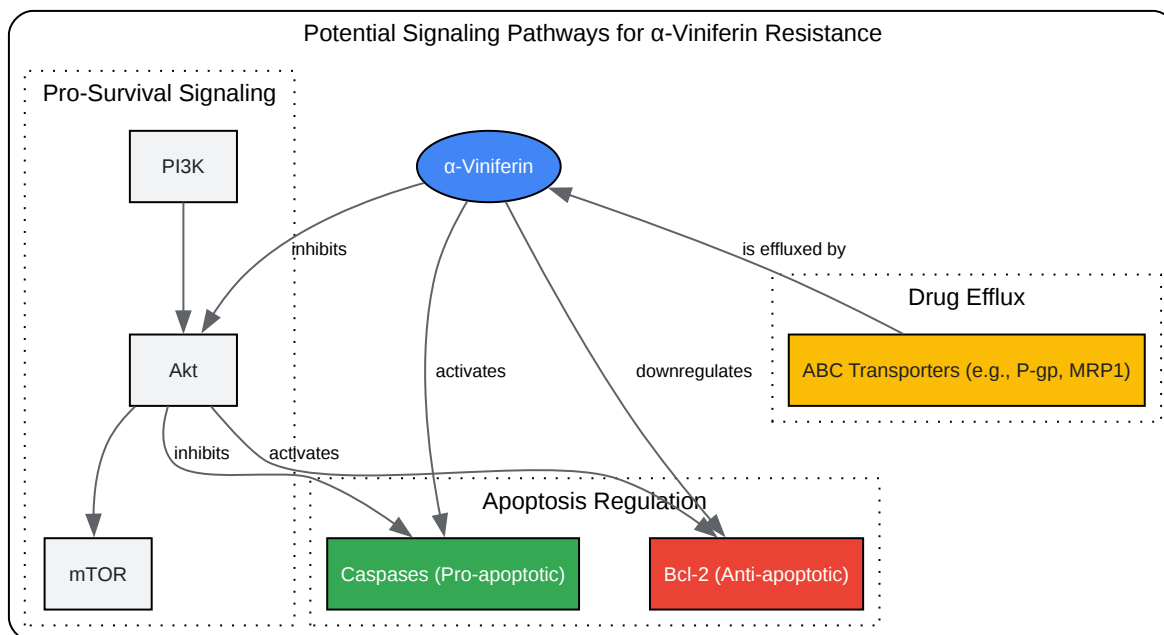 Potential Signaling Pathways for α-Viniferin Resistance
Pro-Survival Signaling
PI3K
α-Viniferin
inhibits
is effluxed by
Drug Efflux
Akt
activates
downregulates
ABC Transporters (e.g., P-gp, MRP1)
inhibits
activates
Apoptosis Regulation
mTOR
Caspases (Pro-apoptotic)
Bcl-2 (Anti-apoptotic)